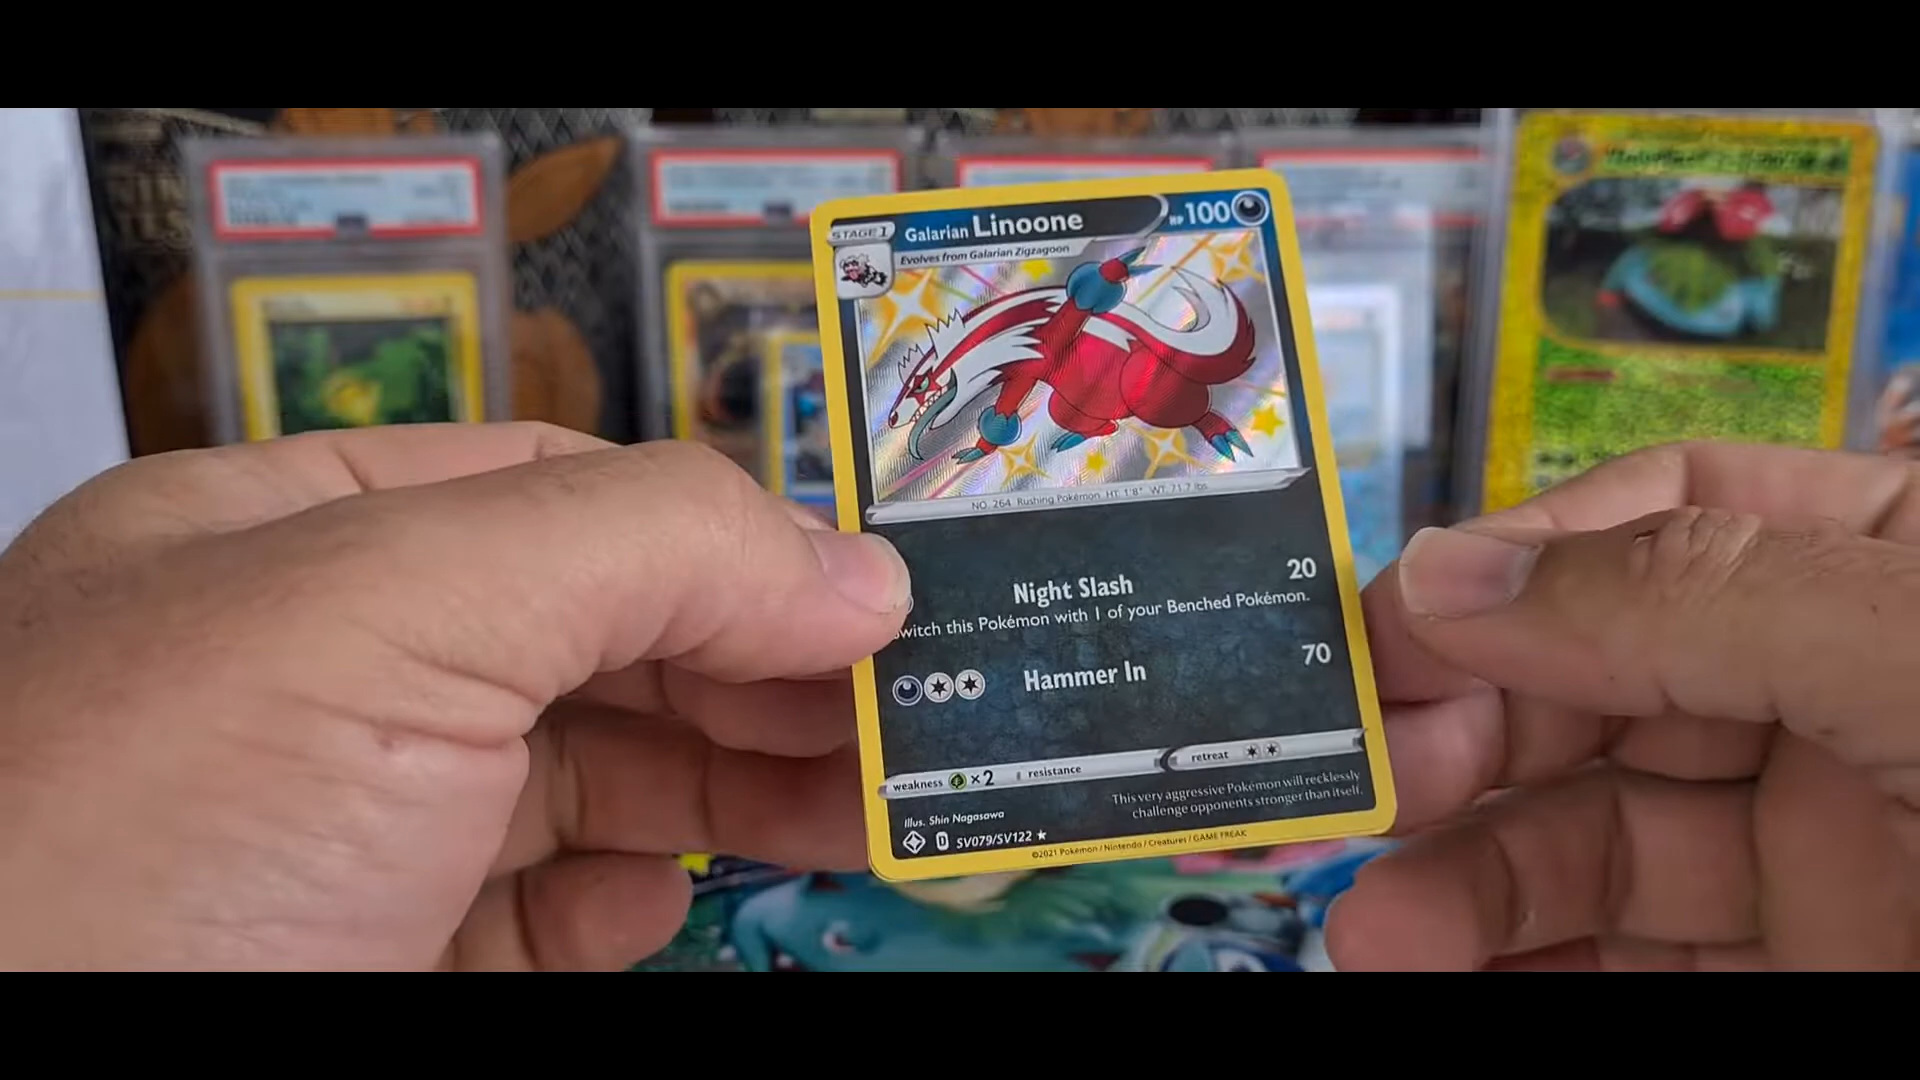 STAGE 1
Galarian Linoone
HP 100
Evolves from Galarian Zigzagoon
NO. 264 Rushing Pokémon HT: 1'8" WT: 71.7 lbs.
Night Slash 20
witch this Pokémon with 1 of your Benched Pokémon.
Hammer In 70
weakness ×2 resistance retreat
This very aggressive Pokémon will recklessly
challenge opponents stronger than itself.
Illus. Shin Nagasawa
D SV079/SV122 ★
©2021 Pokémon / Nintendo / Creatures / GAME FREAK